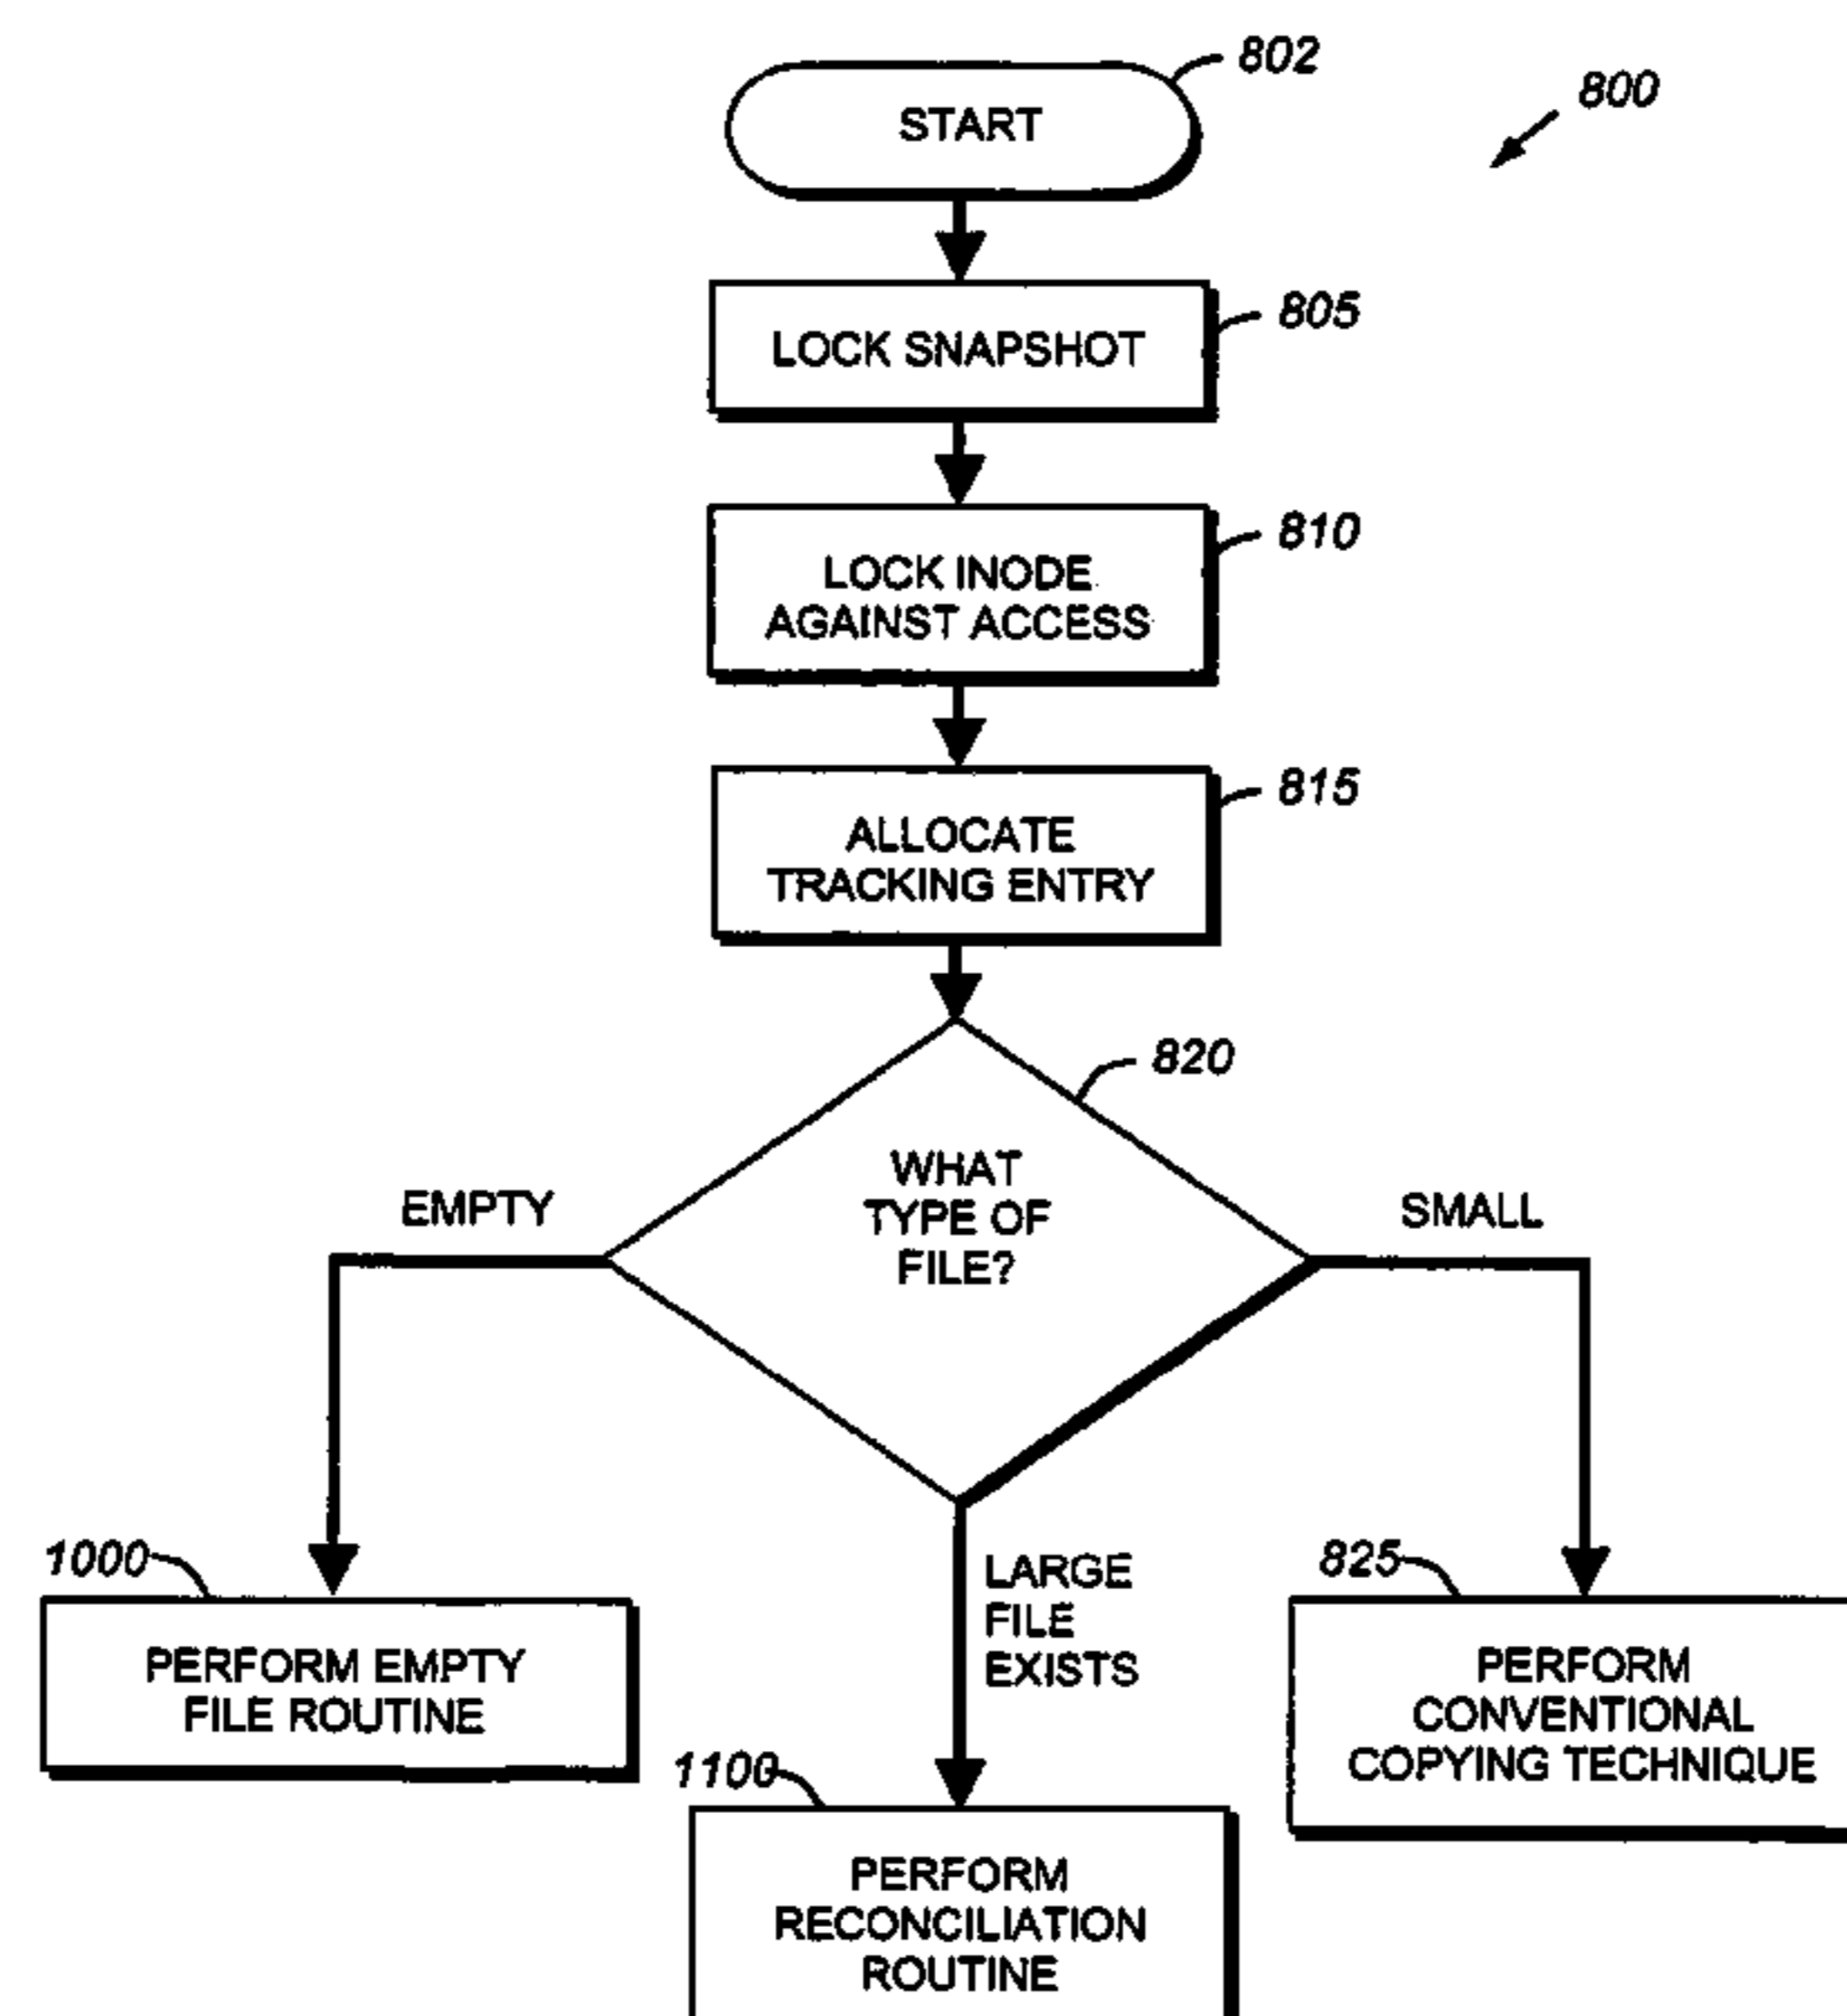 802
800
START
805
LOCK SNAPSHOT
810
LOCK INODE
AGAINST ACCESS
815
ALLOCATE
TRACKING ENTRY
820
WHAT
TYPE OF
FILE?
EMPTY
SMALL
1000
PERFORM EMPTY
FILE ROUTINE
LARGE
FILE
EXISTS
825
PERFORM
CONVENTIONAL
COPYING TECHNIQUE
1100
PERFORM
RECONCILIATION
ROUTINE